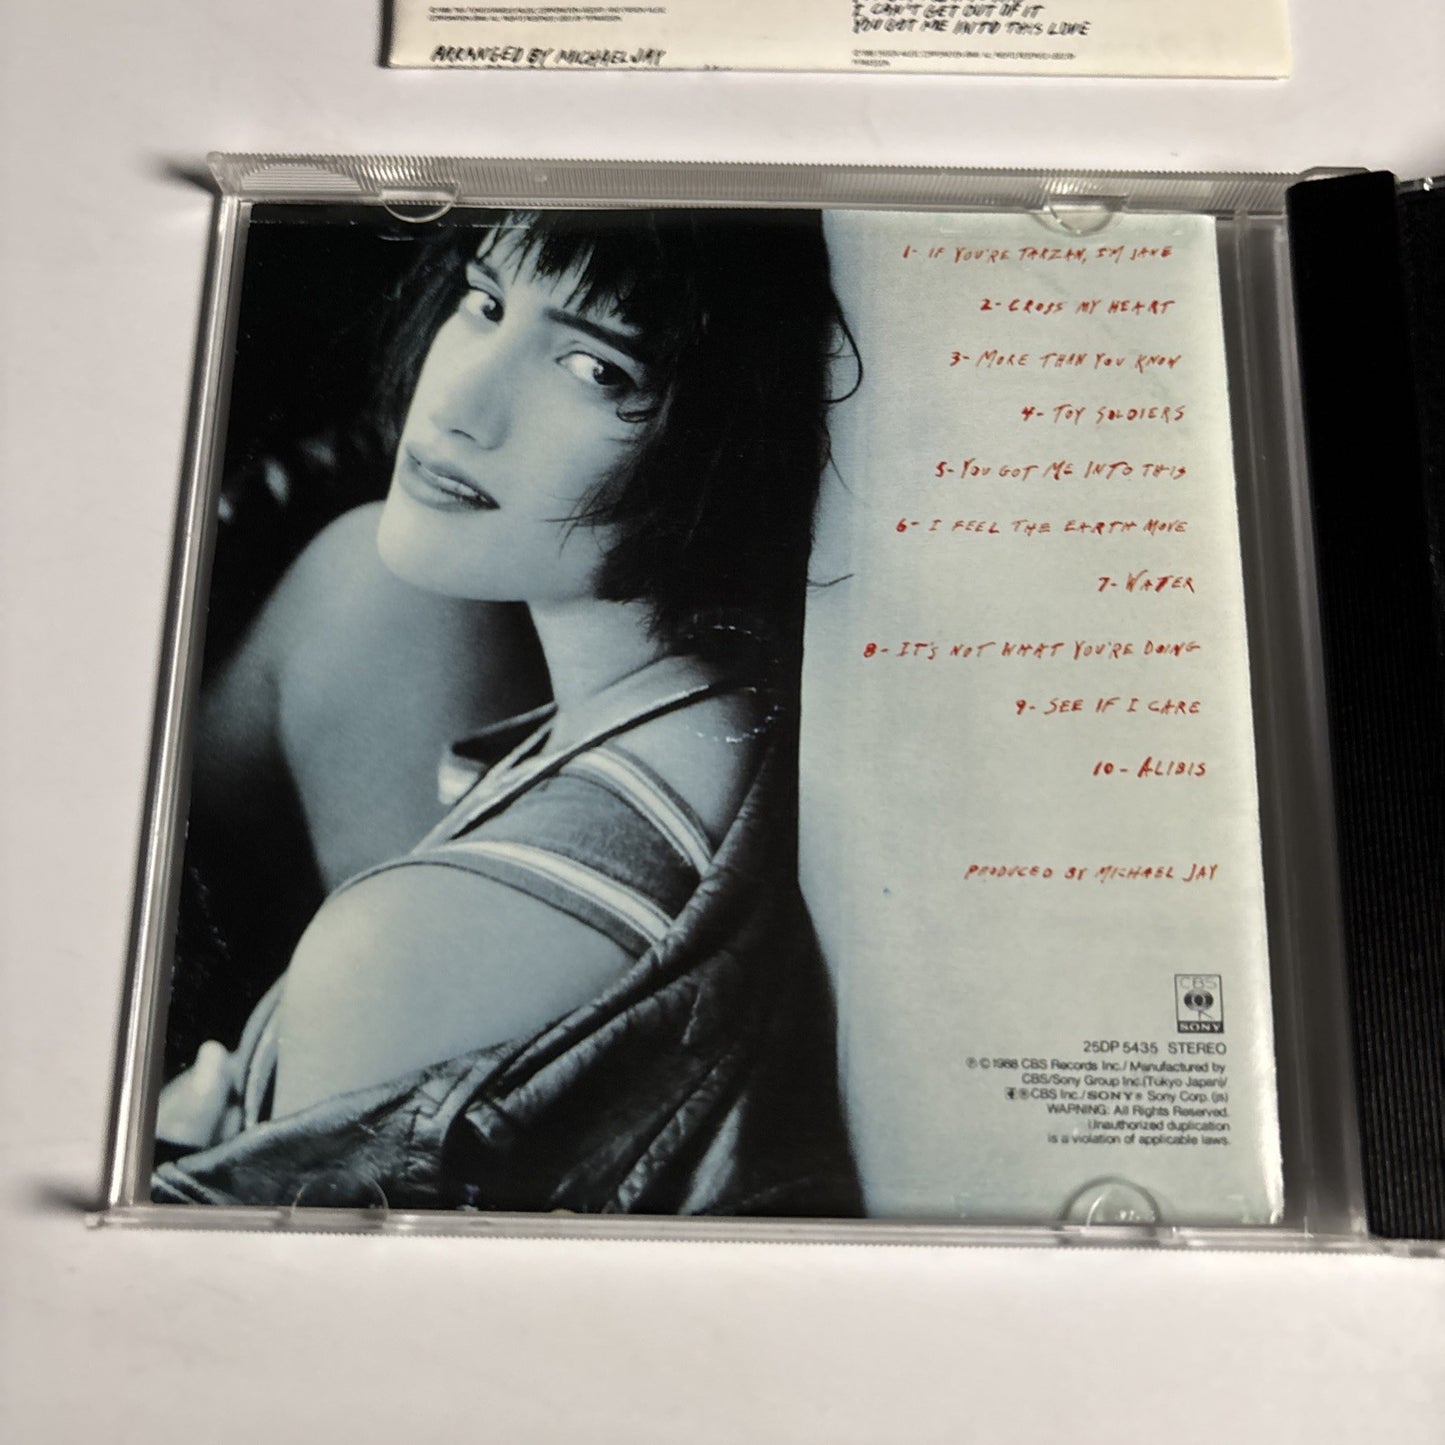 I CAN'T GET OUT OF IT
YOU GOT ME INTO THIS LOVE
ARRANGED BY MICHAEL JAY
1- IF YOU'RE TARZAN, I'M JANE
2- CROSS MY HEART
3- MORE THAN YOU KNOW
4- TOY SOLDIERS
5- YOU GOT ME INTO THIS
6- I FEEL THE EARTH MOVE
7- WATER
8- IT'S NOT WHAT YOU'RE DOING
9- SEE IF I CARE
10- ALIBIS
PRODUCED BY MICHAEL JAY
CBS
SONY
25DP 5435 STEREO
℗ © 1988 CBS Records Inc./ Manufactured by
CBS/Sony Group Inc.(Tokyo Japan)/
®CBS Inc./SONY® Sony Corp. (JS)
WARNING: All Rights Reserved.
Unauthorized duplication
is a violation of applicable laws.